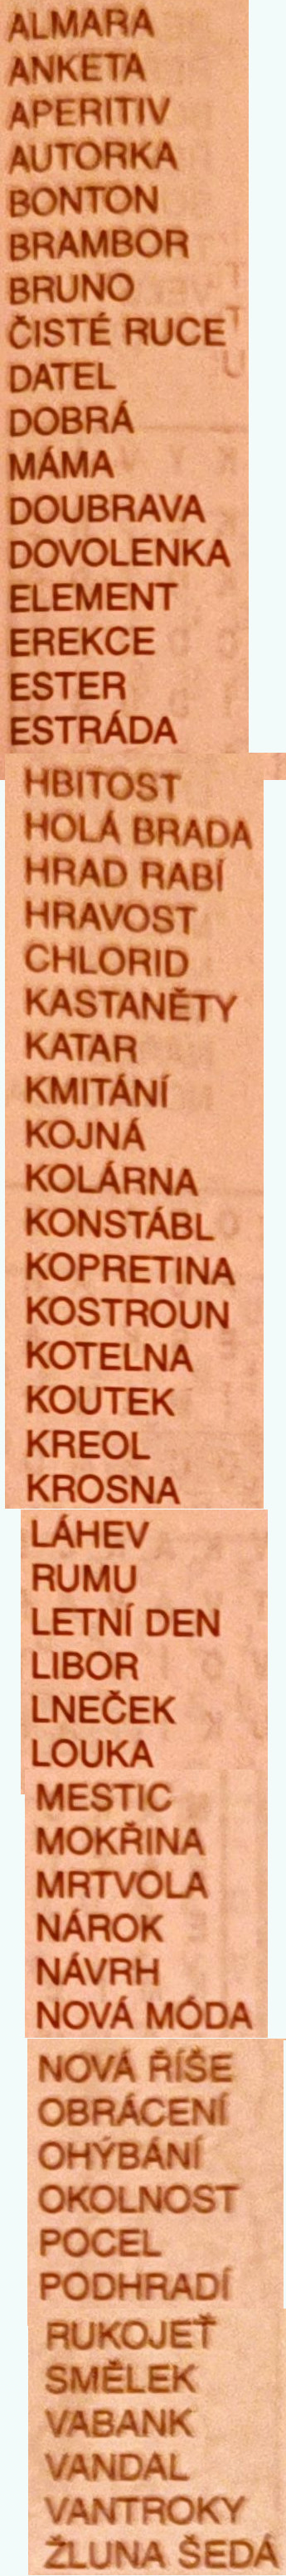 ALMARA
ANKETA
APERITIV
AUTORKA
BONTON
BRAMBOR
BRUNO
ČISTÉ RUCE
DATEL
DOBRÁ
MÁMA
DOUBRAVA
DOVOLENKA
ELEMENT
EREKCE
ESTER
ESTRÁDA
HBITOST
HOLÁ BRADA
HRAD RABÍ
HRAVOST
CHLORID
KASTANĚTY
KATAR
KMITÁNÍ
KOJNÁ
KOLÁRNA
KONSTÁBL
KOPRETINA
KOSTROUN
KOTELNA
KOUTEK
KREOL
KROSNA
LÁHEV
RUMU
LETNÍ DEN
LIBOR
LNEČEK
LOUKA
MESTIC
MOKŘINA
MRTVOLA
NÁROK
NÁVRH
NOVÁ MÓDA
NOVÁ ŘÍŠE
OBRÁCENÍ
OHÝBÁNÍ
OKOLNOST
POCEL
PODHRADÍ
RUKOJEŤ
SMĚLEK
VABANK
VANDAL
VANTROKY
ŽLUNA ŠEDÁ